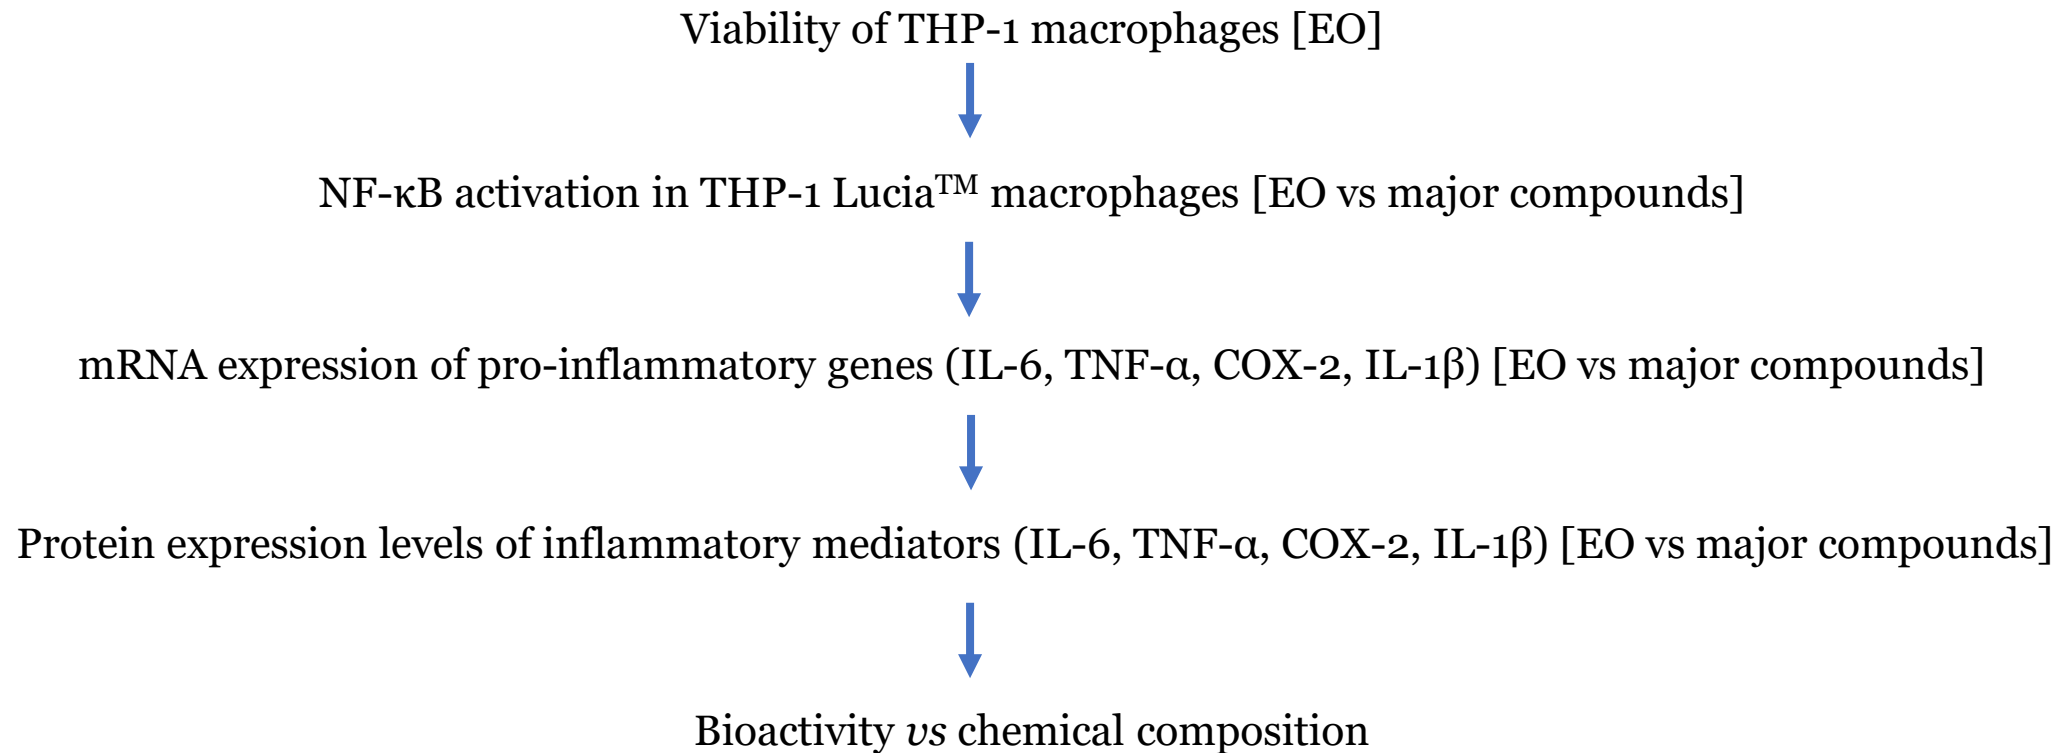 Viability of THP-1 macrophages [EO]
NF-κB activation in THP-1 Lucia™ macrophages [EO vs major compounds]
mRNA expression of pro-inflammatory genes (IL-6, TNF-α, COX-2, IL-1β) [EO vs major compounds]
Protein expression levels of inflammatory mediators (IL-6, TNF-α, COX-2, IL-1β) [EO vs major compounds]
Bioactivity vs chemical composition